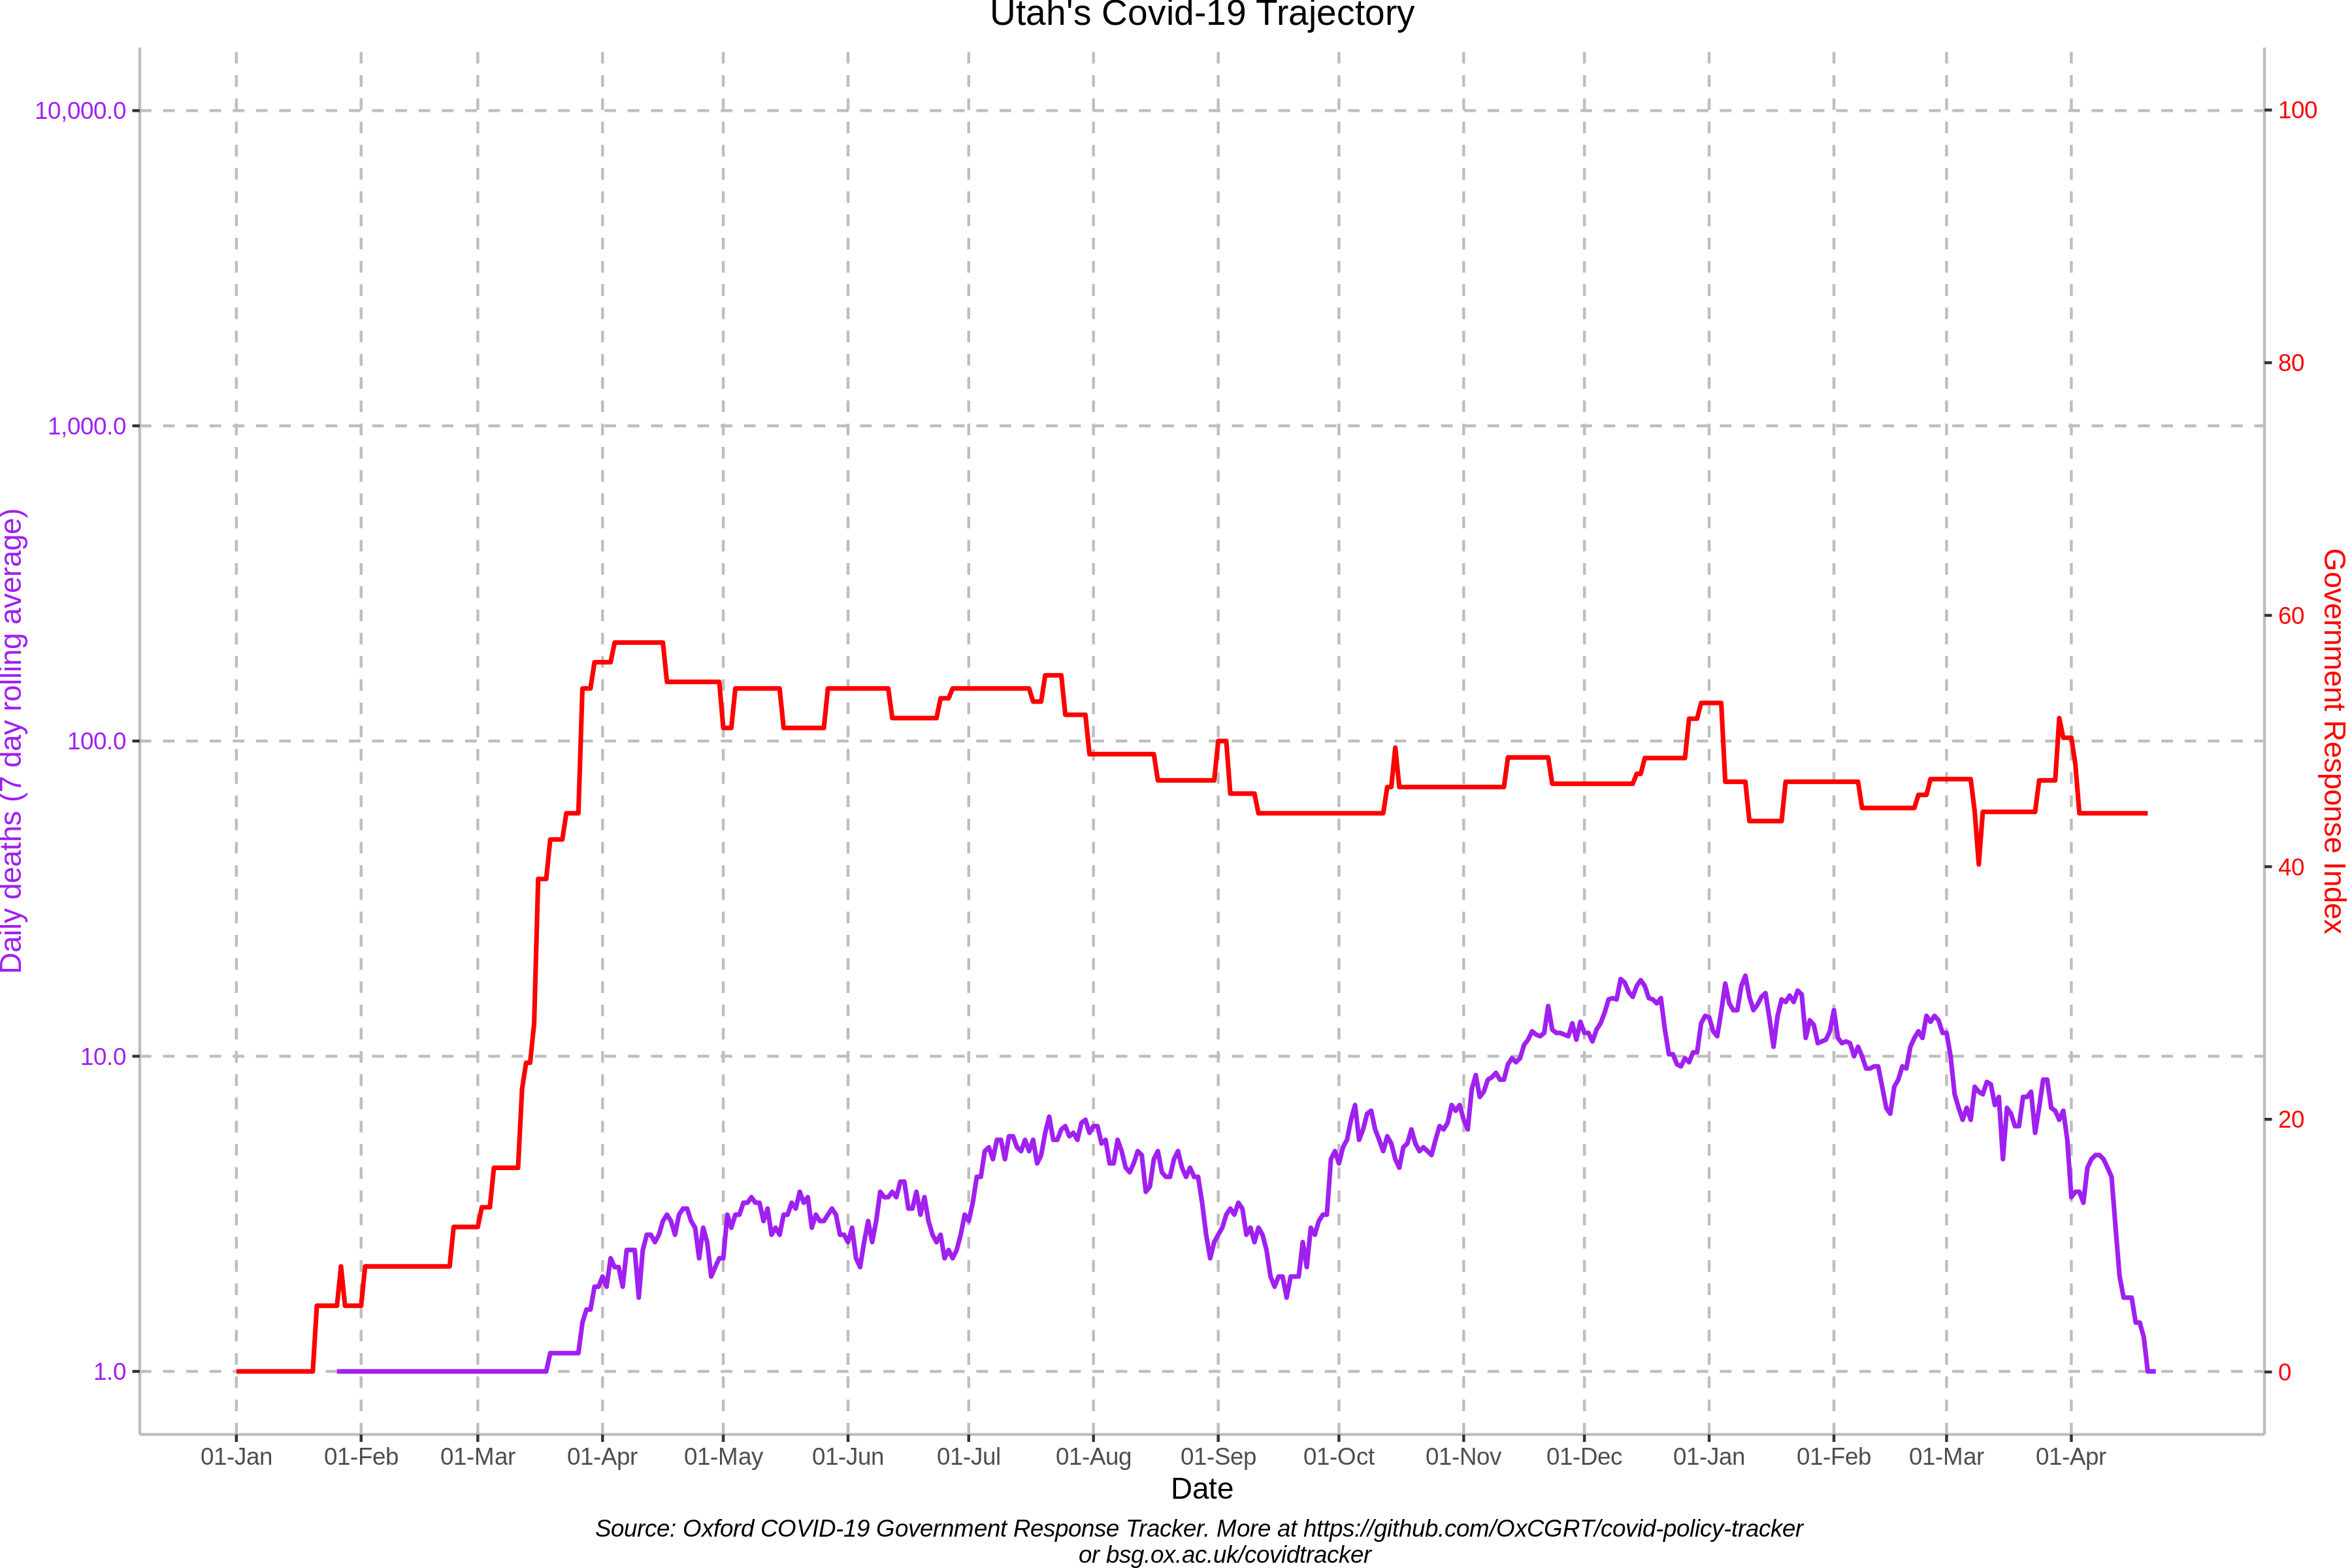 Utah's Covid-19 Trajectory
10,000.0
1,000.0
100.0
10.0
1.0
Daily deaths (7 day rolling average)
100
80
60
40
20
0
Government Response Index
01-Jan 01-Feb 01-Mar 01-Apr 01-May 01-Jun 01-Jul 01-Aug 01-Sep 01-Oct 01-Nov 01-Dec 01-Jan 01-Feb 01-Mar 01-Apr
Date
Source: Oxford COVID-19 Government Response Tracker. More at https://github.com/OxCGRT/covid-policy-tracker
or bsg.ox.ac.uk/covidtracker